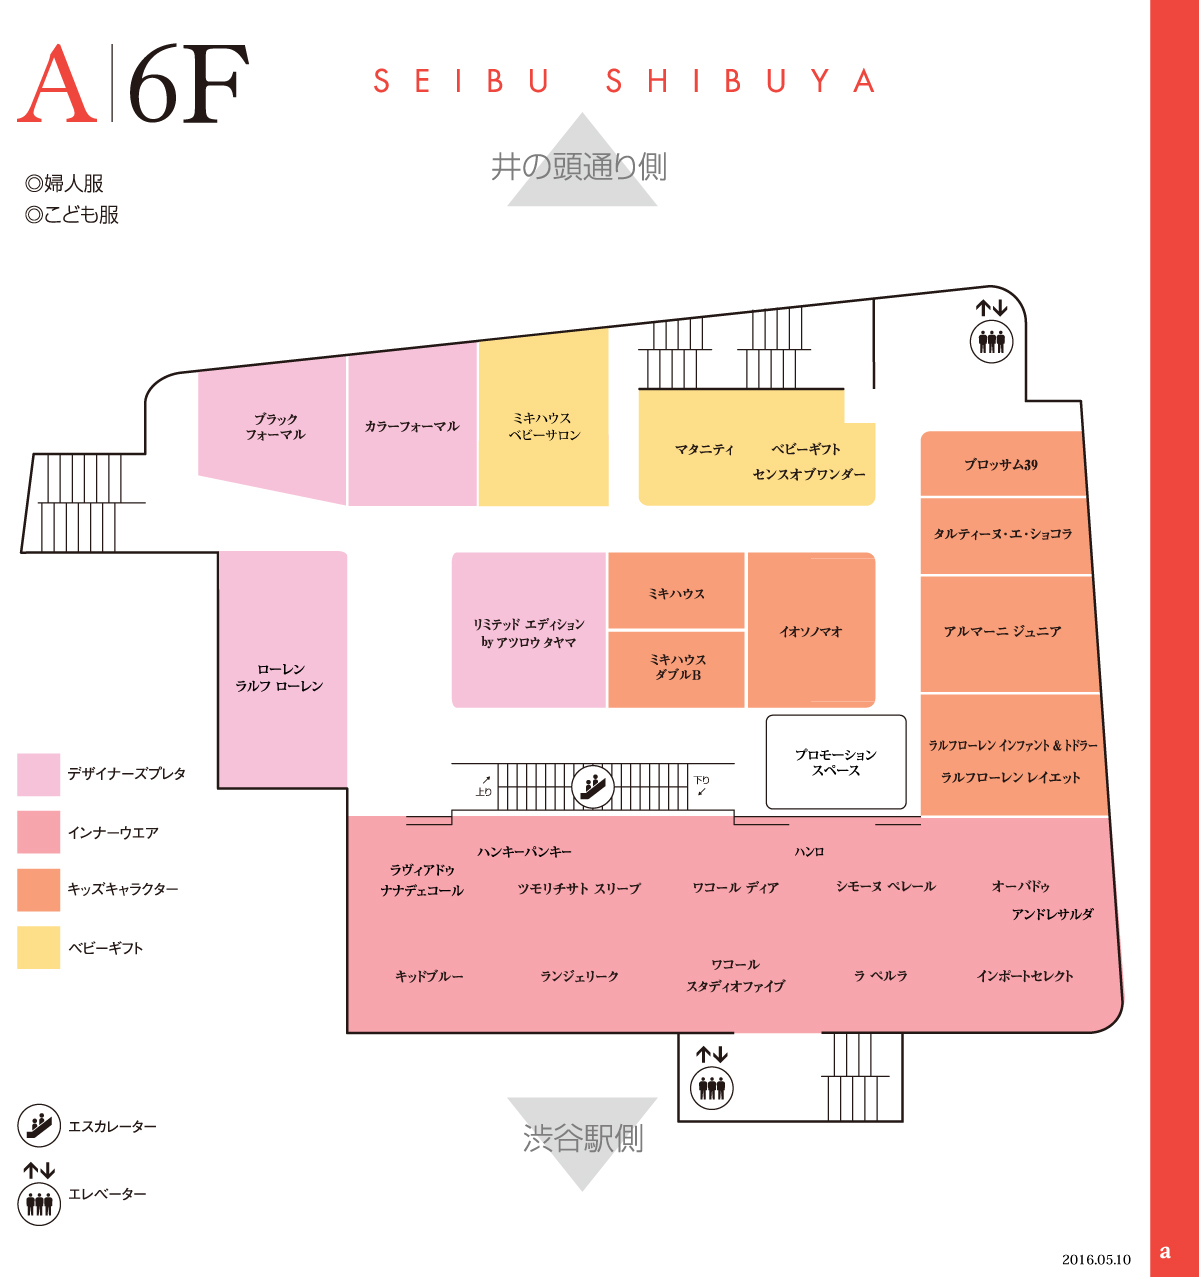 A 6F
SEIBU SHIBUYA
井の頭通り側
◎婦人服
◎こども服
ブラック
フォーマル
カラーフォーマル
ミキハウス
ベビーサロン
マタニティ
ベビーギフト
センスオブワンダー
ブロッサム39
タルティーヌ・エ・ショコラ
アルマーニ ジュニア
ラルフローレン インファント & トドラー
ラルフローレン レイエット
リミテッド エディション
by アツロウ タヤマ
ミキハウス
ミキハウス
ダブルB
イオソノマオ
ローレン
ラルフ ローレン
プロモーション
スペース
上り
下り
デザイナーズプレタ
インナーウエア
キッズキャラクター
ベビーギフト
ハンキーパンキー
ハンロ
ラヴィアドゥ
ナナデェコール
ツモリチサト スリープ
ワコール ディア
シモーヌ ペレール
オーバドゥ
アンドレサルダ
キッドブルー
ランジェリーク
ワコール
スタディオファイブ
ラ ペルラ
インポートセレクト
渋谷駅側
エスカレーター
エレベーター
2016.05.10
a